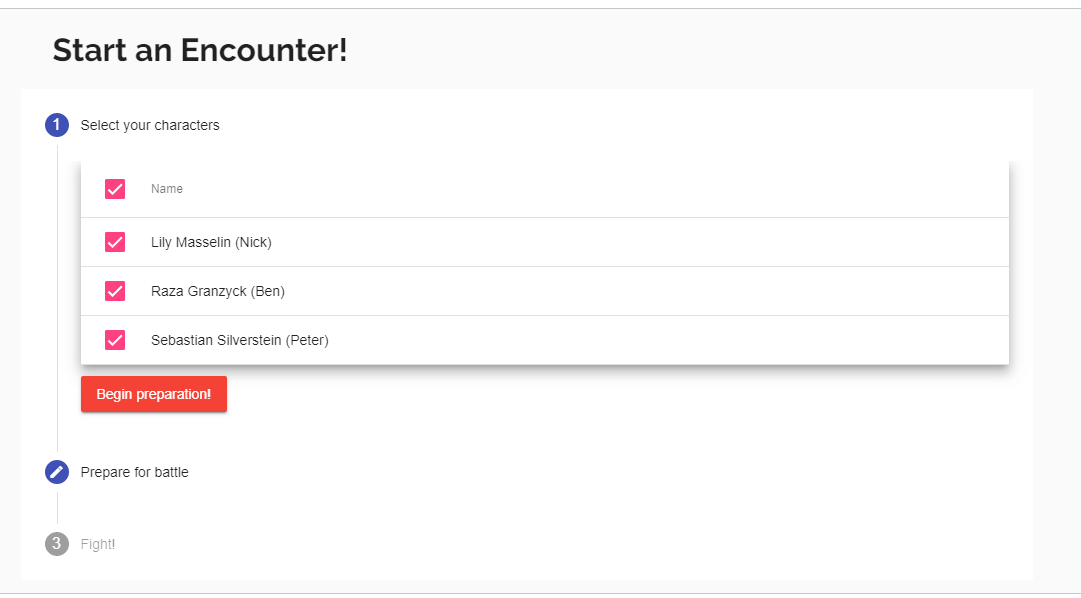 Start an Encounter!
1 Select your characters
Name
Lily Masselin (Nick)
Raza Granzyck (Ben)
Sebastian Silverstein (Peter)
Begin preparation!
Prepare for battle
3 Fight!